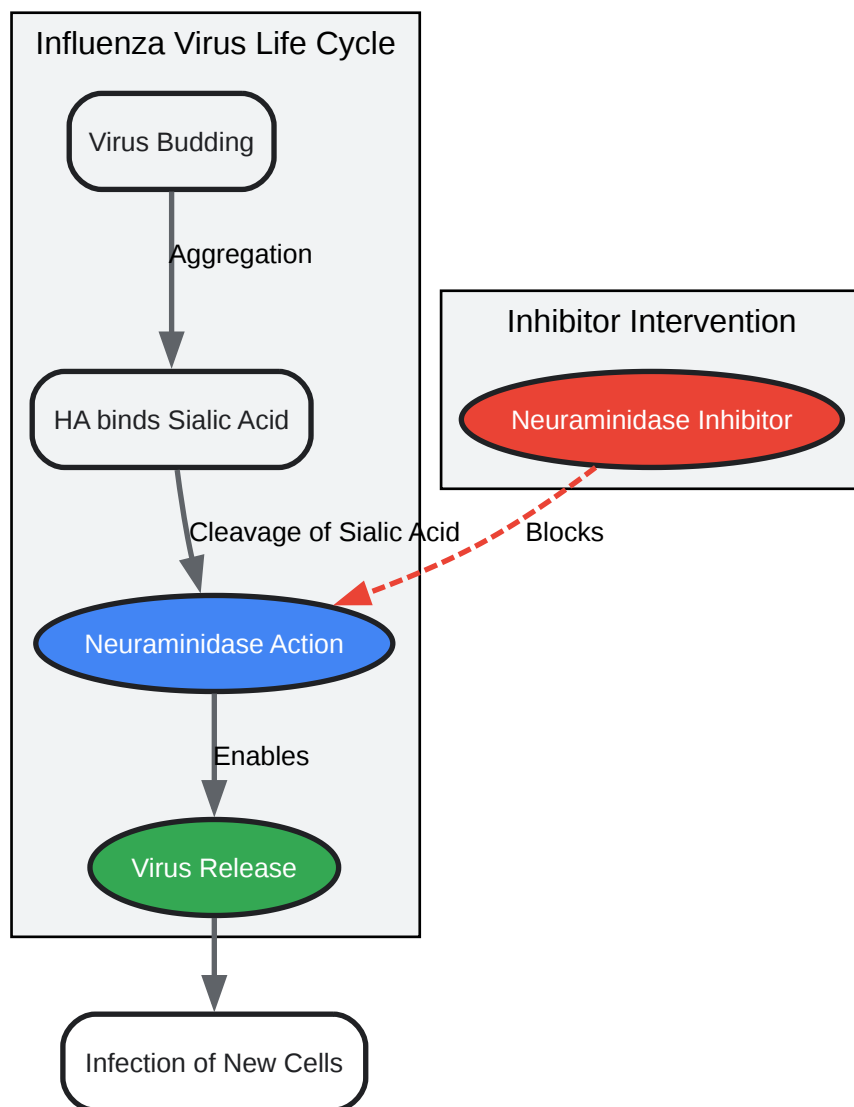 Influenza Virus Life Cycle
Virus Budding
Aggregation
Inhibitor Intervention
HA binds Sialic Acid
Neuraminidase Inhibitor
Cleavage of Sialic Acid
Blocks
Neuraminidase Action
Enables
Virus Release
Infection of New Cells